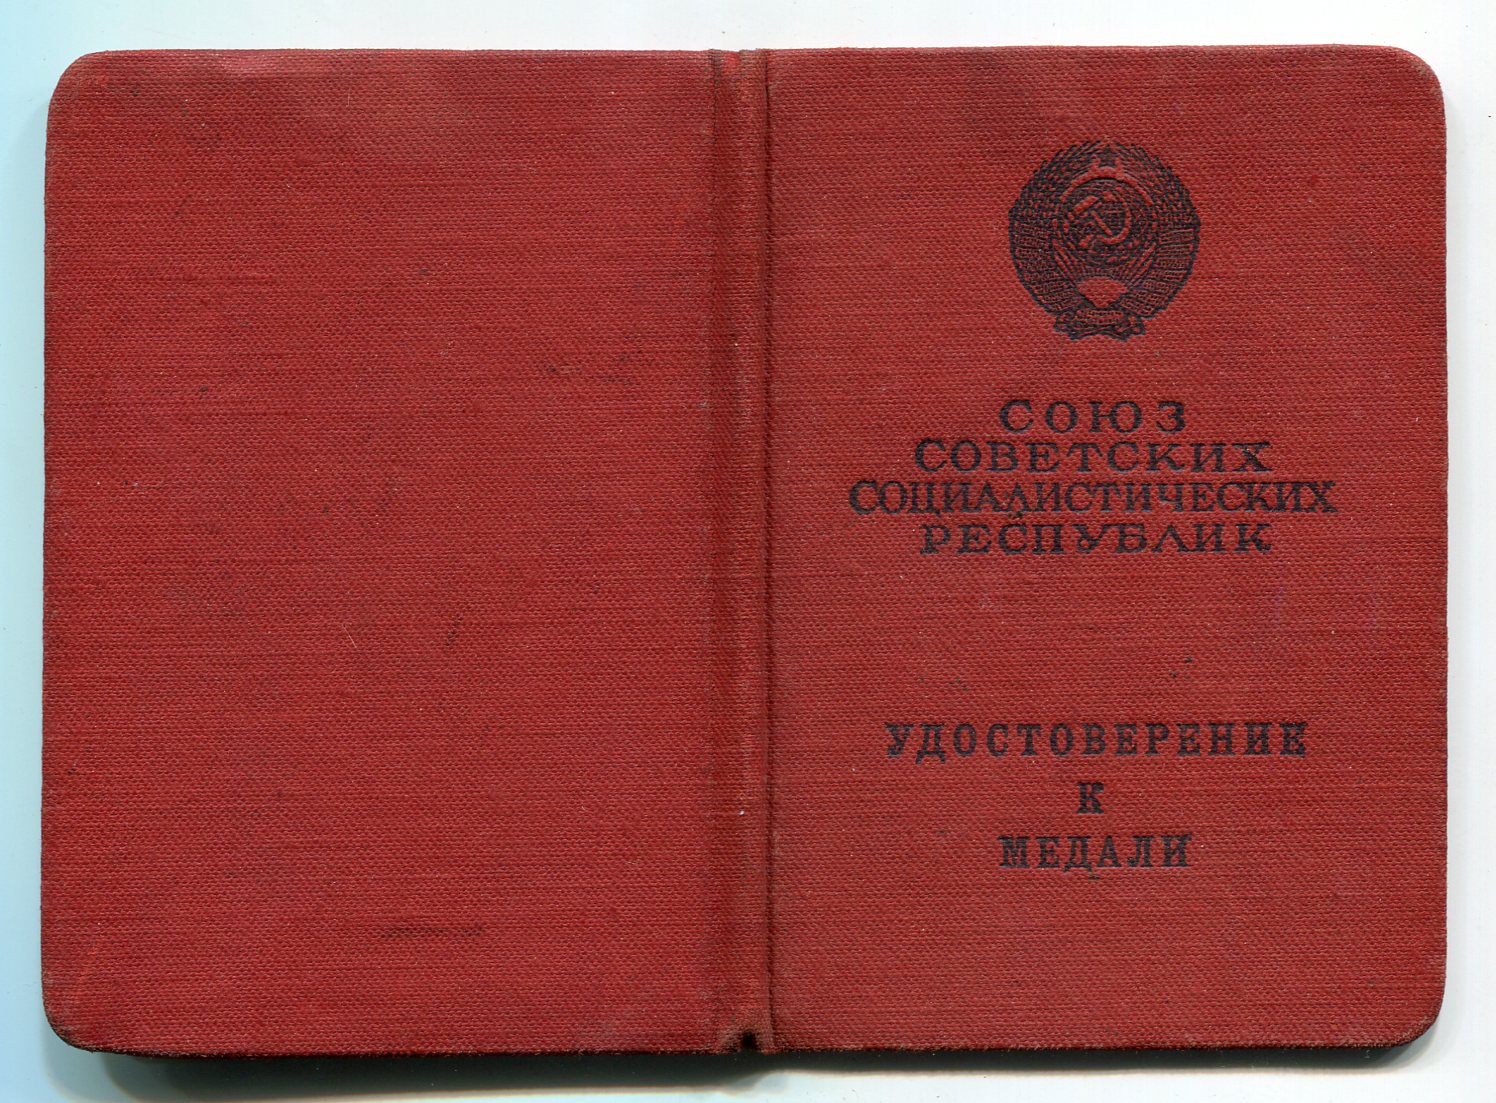 СОЮЗ
СОВЕТСКИХ
СОЦИАЛИСТИЧЕСКИХ
РЕСПУБЛИК
УДОСТОВЕРЕНИЕ
К
МЕДАЛИ